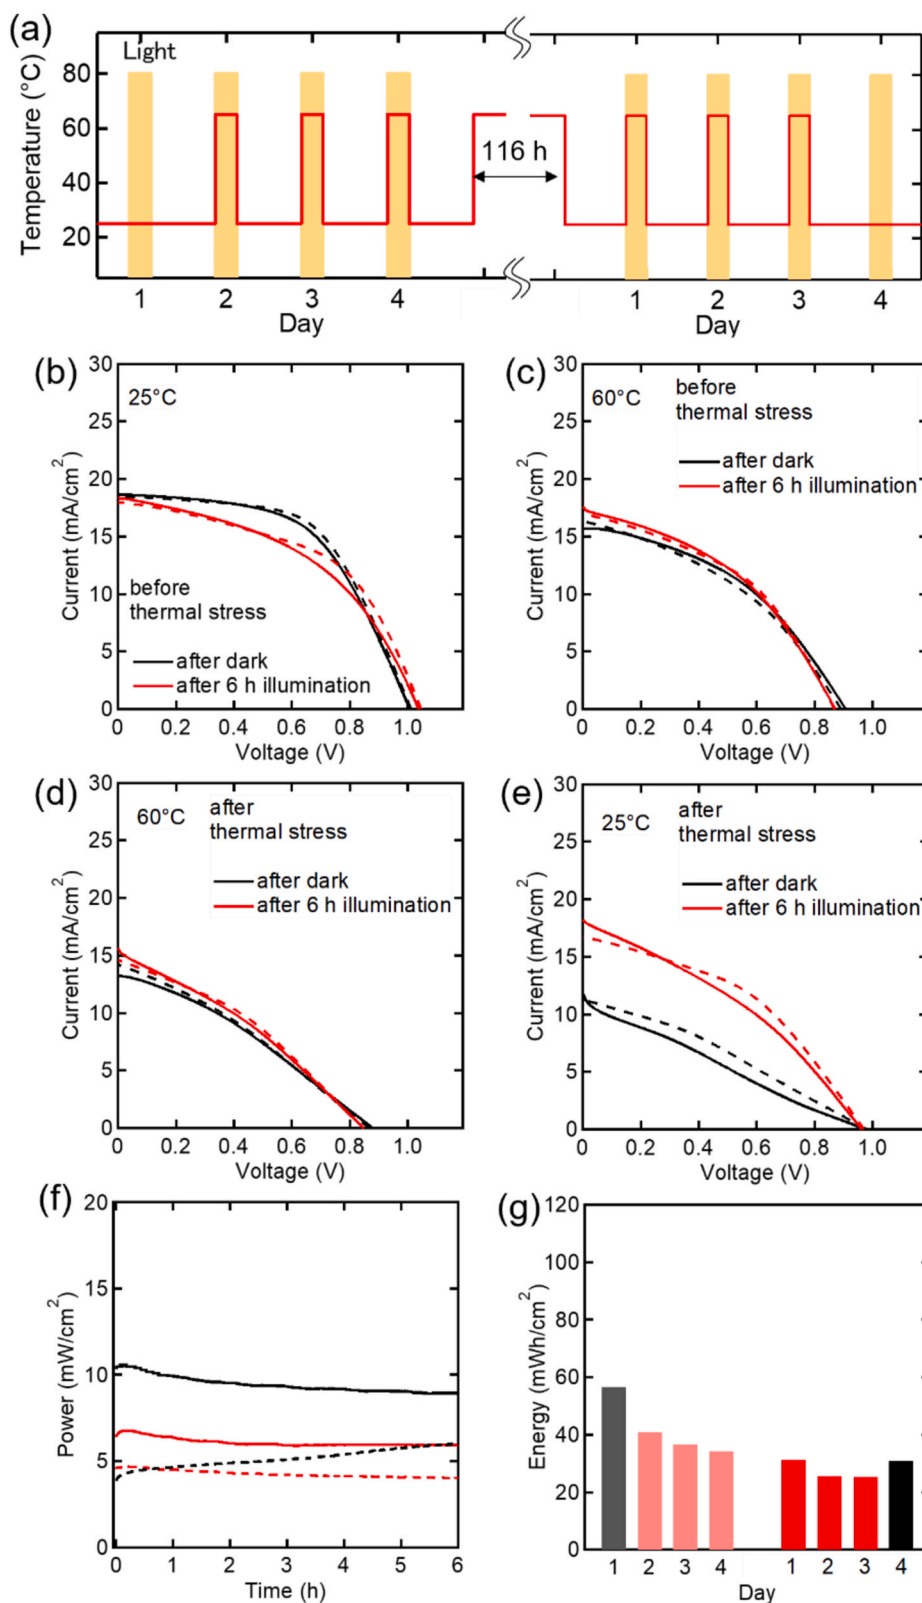 (a)
Light
Temperature (°C)
80
60
40
20
116 h
1 2 3 4 1 2 3 4
Day Day
(b)
25°C
Current (mA/cm2)
30
25
20
15
10
5
0
before
thermal stress
after dark
after 6 h illumination
0 0.2 0.4 0.6 0.8 1.0
Voltage (V)
(c)
60°C
before
thermal stress
after dark
after 6 h illumination
Current (mA/cm2)
30
25
20
15
10
5
0
0 0.2 0.4 0.6 0.8 1.0
Voltage (V)
(d)
60°C
after
thermal stress
after dark
after 6 h illumination
Current (mA/cm2)
30
25
20
15
10
5
0
0 0.2 0.4 0.6 0.8 1.0
Voltage (V)
(e)
25°C
after
thermal stress
after dark
after 6 h illumination
Current (mA/cm2)
30
25
20
15
10
5
0
0 0.2 0.4 0.6 0.8 1.0
Voltage (V)
(f)
Power (mW/cm2)
20
15
10
5
0
0 1 2 3 4 5 6
Time (h)
(g)
Energy (mWh/cm2)
120
100
80
60
40
20
0
1 2 3 4 1 2 3 4
Day